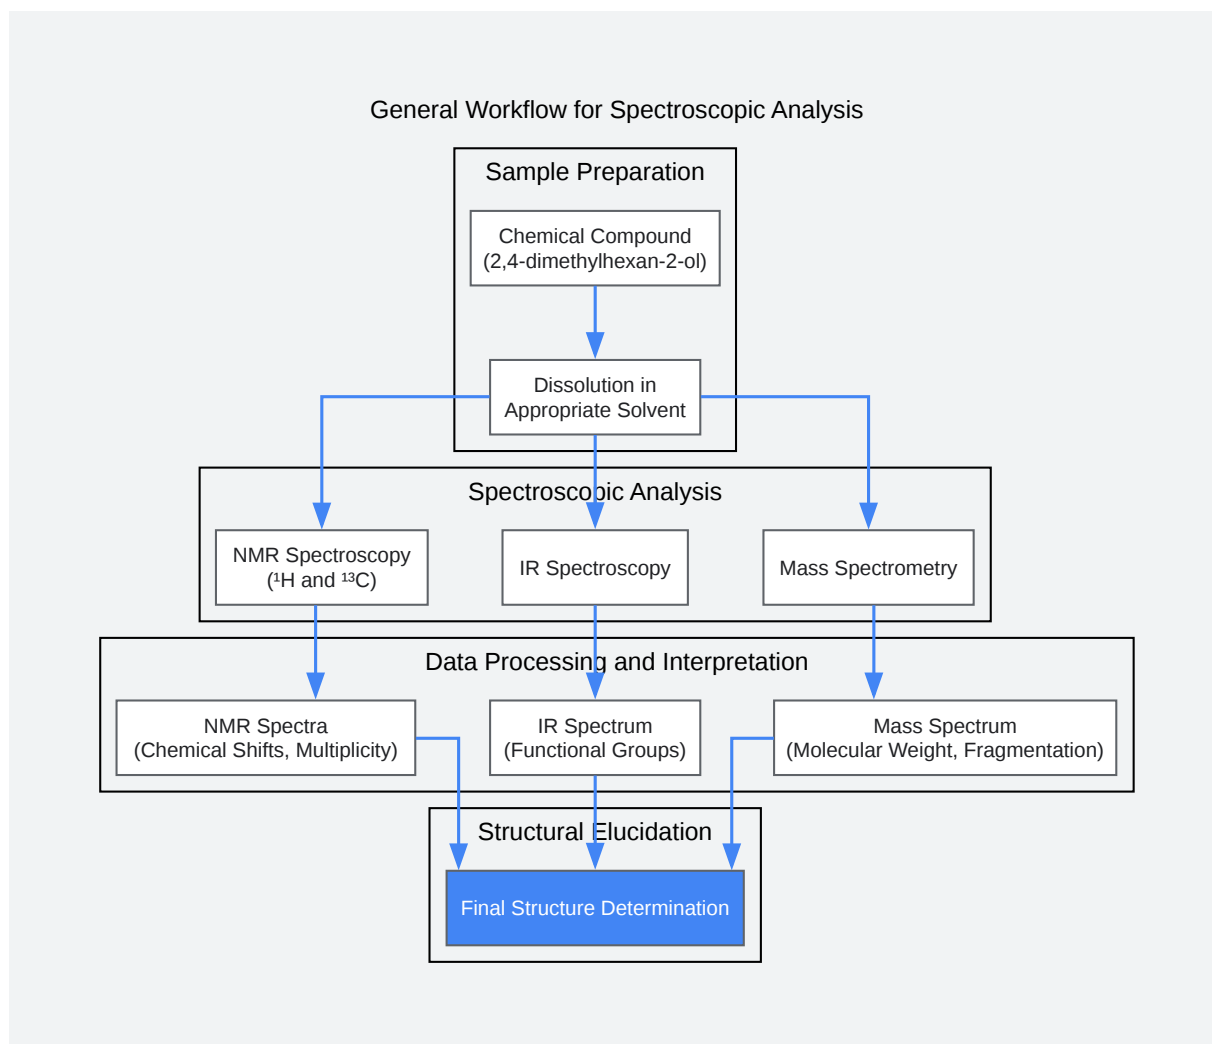 General Workflow for Spectroscopic Analysis
Sample Preparation
Chemical Compound
(2,4-dimethylhexan-2-ol)
Dissolution in
Appropriate Solvent
Spectroscopic Analysis
NMR Spectroscopy
(¹H and ¹³C)
IR Spectroscopy
Mass Spectrometry
Data Processing and Interpretation
NMR Spectra
(Chemical Shifts, Multiplicity)
IR Spectrum
(Functional Groups)
Mass Spectrum
(Molecular Weight, Fragmentation)
Structural Elucidation
Final Structure Determination